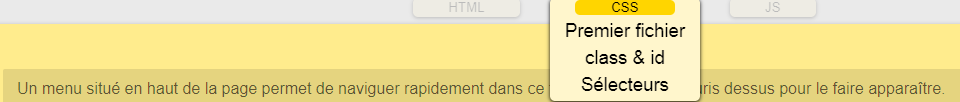 HTML CSS JS
Premier fichier
class & id
Sélecteurs
Un menu situé en haut de la page permet de naviguer rapidement dans ce uris dessus pour le faire apparaître.